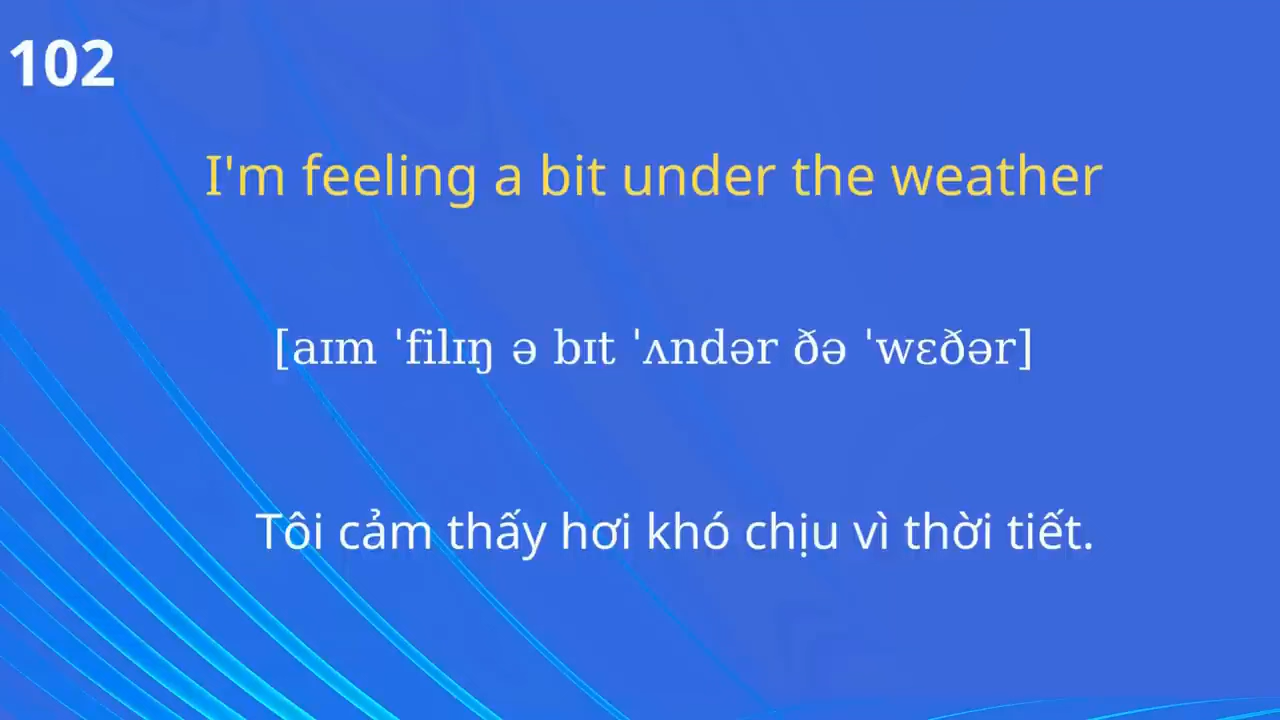 102
I'm feeling a bit under the weather
[aɪm ˈfilɪŋ ə bɪt ˈʌndər ðə ˈwɛðər]
Tôi cảm thấy hơi khó chịu vì thời tiết.